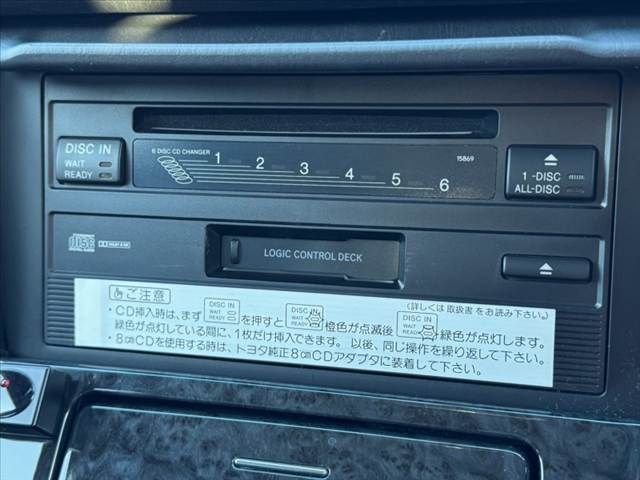 DISC IN
WAIT
READY
6 DISC CD CHANGER
1 2 3 4 5 6
15869
1-DISC
ALL-DISC
disc
LOGIC CONTROL DECK
ご注意
(詳しくは 取扱書 をお読み下さい。)
・CD挿入時は、まず DISC IN WAIT READY を押すと DISC IN WAIT READY 橙色が点滅後 DISC IN WAIT READY 緑色が点灯します。
緑色が点灯している間に、1枚だけ挿入できます。 以後、同じ操作を繰り返して下さい。
・8㎝CDを使用する時は、トヨタ純正8㎝CDアダプタに装着して下さい。